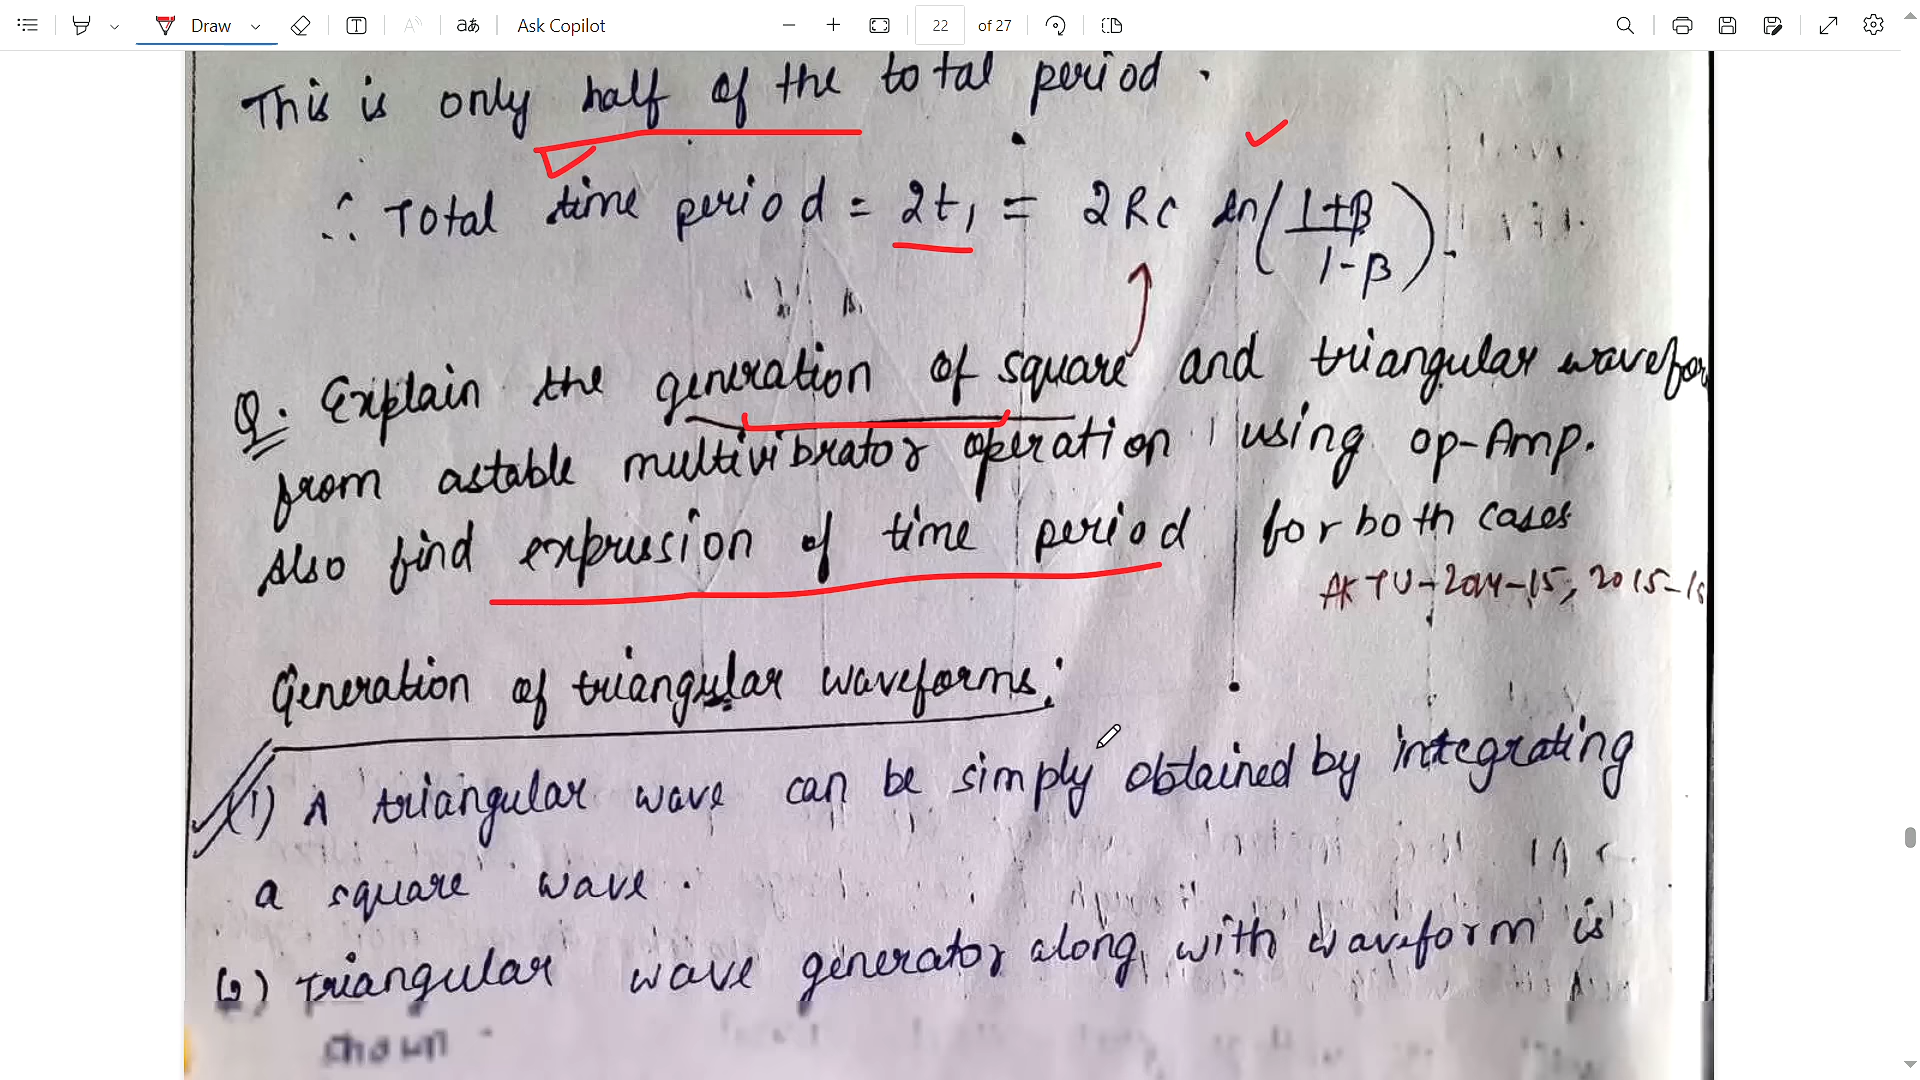 Draw
Ask Copilot
22 of 27
This is only half of the total period.
∴ Total time period = 2t₁ = 2RC ln(1+β / 1-β).
Q. Explain the generation of square and triangular wavefor
from astable multivibrator operation using op-Amp.
Also find expression of time period for both cases
AKTU-2014-15, 2015-1
Generation of triangular waveforms:
(1) A triangular wave can be simply obtained by integrating
a square wave.
(2) Triangular wave generator along with waveform is
shown